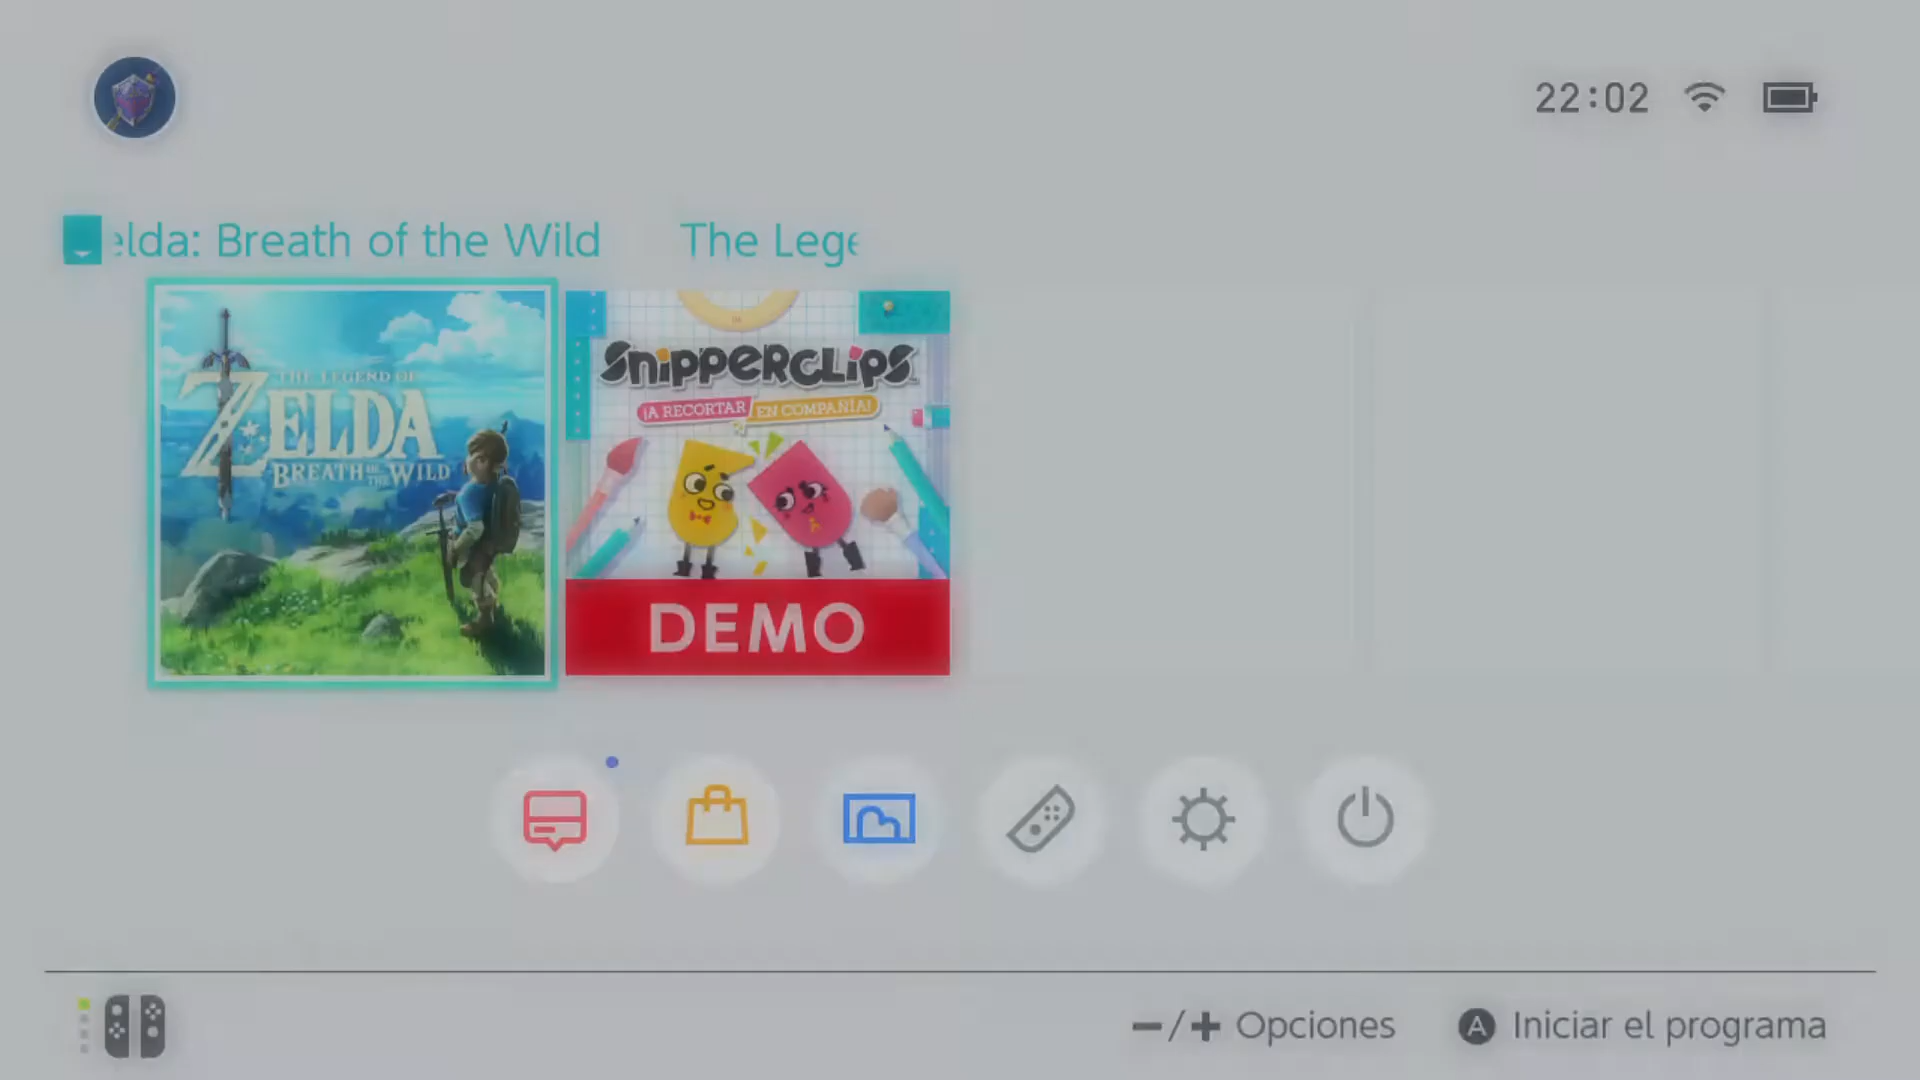 22:02
elda: Breath of the Wild The Lege
THE LEGEND OF
ZELDA
BREATH OF THE WILD
SNIPPERCLIPS
¡A RECORTAR EN COMPAÑÍA!
DEMO
−/+ Opciones
A Iniciar el programa